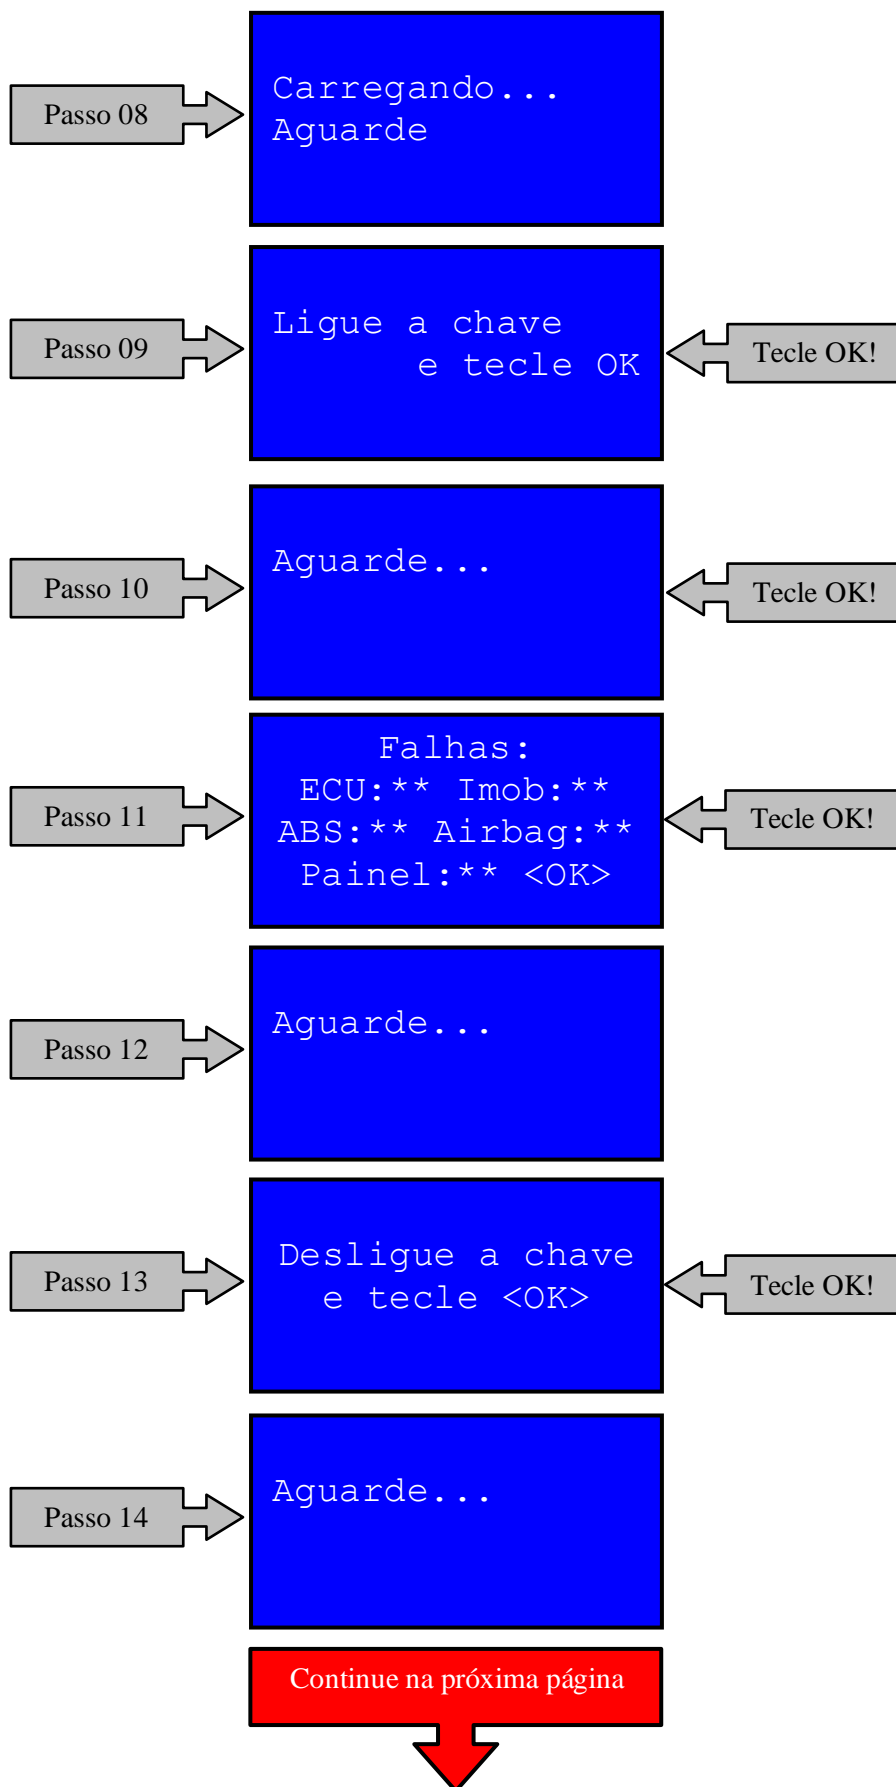 Passo 08
Carregando...
Aguarde
Passo 09
Ligue a chave
e tecle OK
Tecle OK!
Passo 10
Aguarde...
Tecle OK!
Passo 11
Falhas:
ECU:** Imob:**
ABS:** Airbag:**
Painel:** <OK>
Tecle OK!
Passo 12
Aguarde...
Passo 13
Desligue a chave
e tecle <OK>
Tecle OK!
Passo 14
Aguarde...
Continue na próxima página